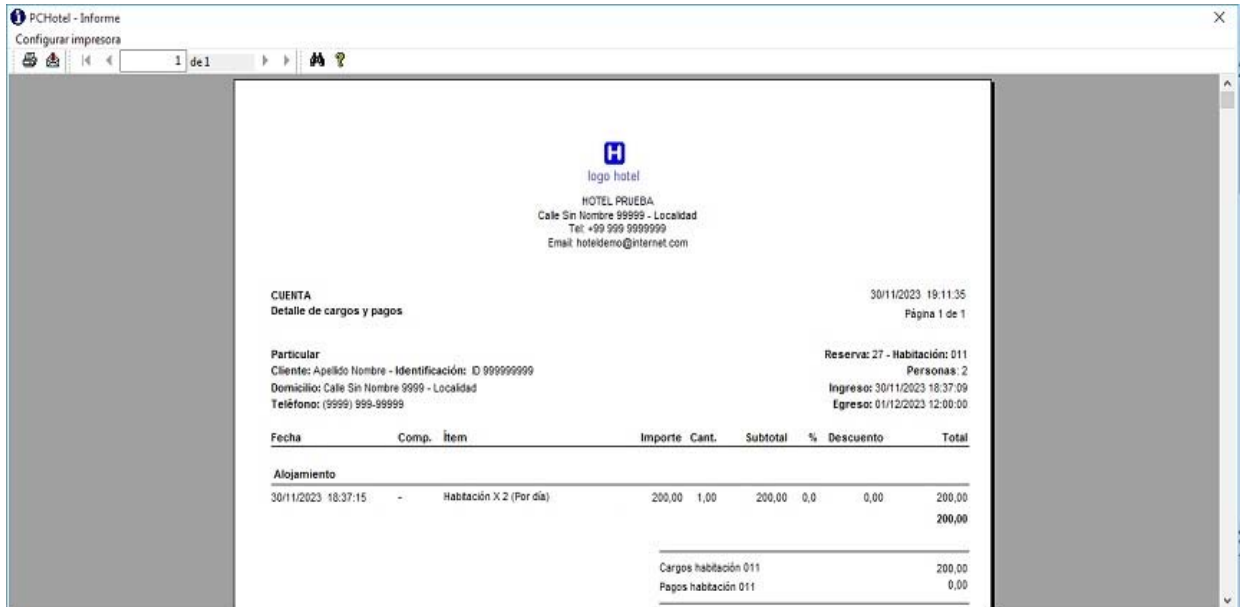 PCHotel - Informe
Configurar impresora
1 de 1
H
logo hotel
HOTEL PRUEBA
Calle Sin Nombre 99999 - Localidad
Tel: +99 999 9999999
Email: hoteldemo@internet.com
CUENTA 30/11/2023 19:11:35
Detalle de cargos y pagos Página 1 de 1
Particular Reserva: 27 - Habitación: 011
Cliente: Apellido Nombre - Identificación: ID 999999999 Personas: 2
Domicilio: Calle Sin Nombre 9999 - Localidad Ingreso: 30/11/2023 18:37:09
Teléfono: (9999) 999-99999 Egreso: 01/12/2023 12:00:00
Fecha Comp. Ítem Importe Cant. Subtotal % Descuento Total
Alojamiento
30/11/2023 18:37:15 - Habitación X 2 (Por día) 200,00 1,00 200,00 0,0 0,00 200,00
200,00
Cargos habitación 011 200,00
Pagos habitación 011 0,00